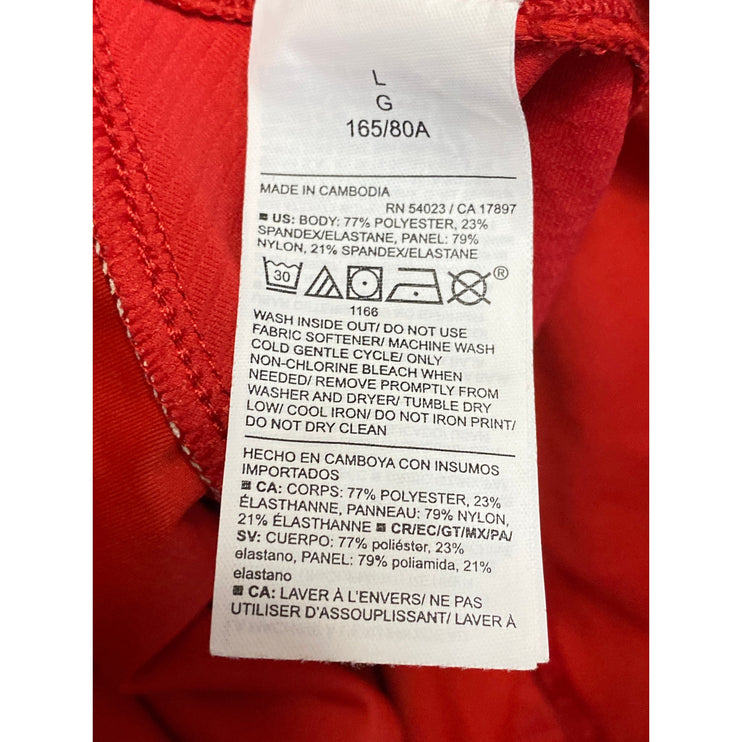 L
G
165/80A
MADE IN CAMBODIA
RN 54023 / CA 17897
US: BODY: 77% POLYESTER, 23%
SPANDEX/ELASTANE, PANEL: 79%
NYLON, 21% SPANDEX/ELASTANE
30
®
1166
WASH INSIDE OUT/ DO NOT USE
FABRIC SOFTENER/ MACHINE WASH
COLD GENTLE CYCLE/ ONLY
NON-CHLORINE BLEACH WHEN
NEEDED/ REMOVE PROMPTLY FROM
WASHER AND DRYER/ TUMBLE DRY
LOW/ COOL IRON/ DO NOT IRON PRINT/
DO NOT DRY CLEAN
HECHO EN CAMBOYA CON INSUMOS
IMPORTADOS
CA: CORPS: 77% POLYESTER, 23%
ÉLASTHANNE, PANNEAU: 79% NYLON,
21% ÉLASTHANNE CR/EC/GT/MX/PA/
SV: CUERPO: 77% poliéster, 23%
elastano, PANEL: 79% poliamida, 21%
elastano
CA: LAVER À L'ENVERS/ NE PAS
UTILISER D'ASSOUPLISSANT/ LAVER À